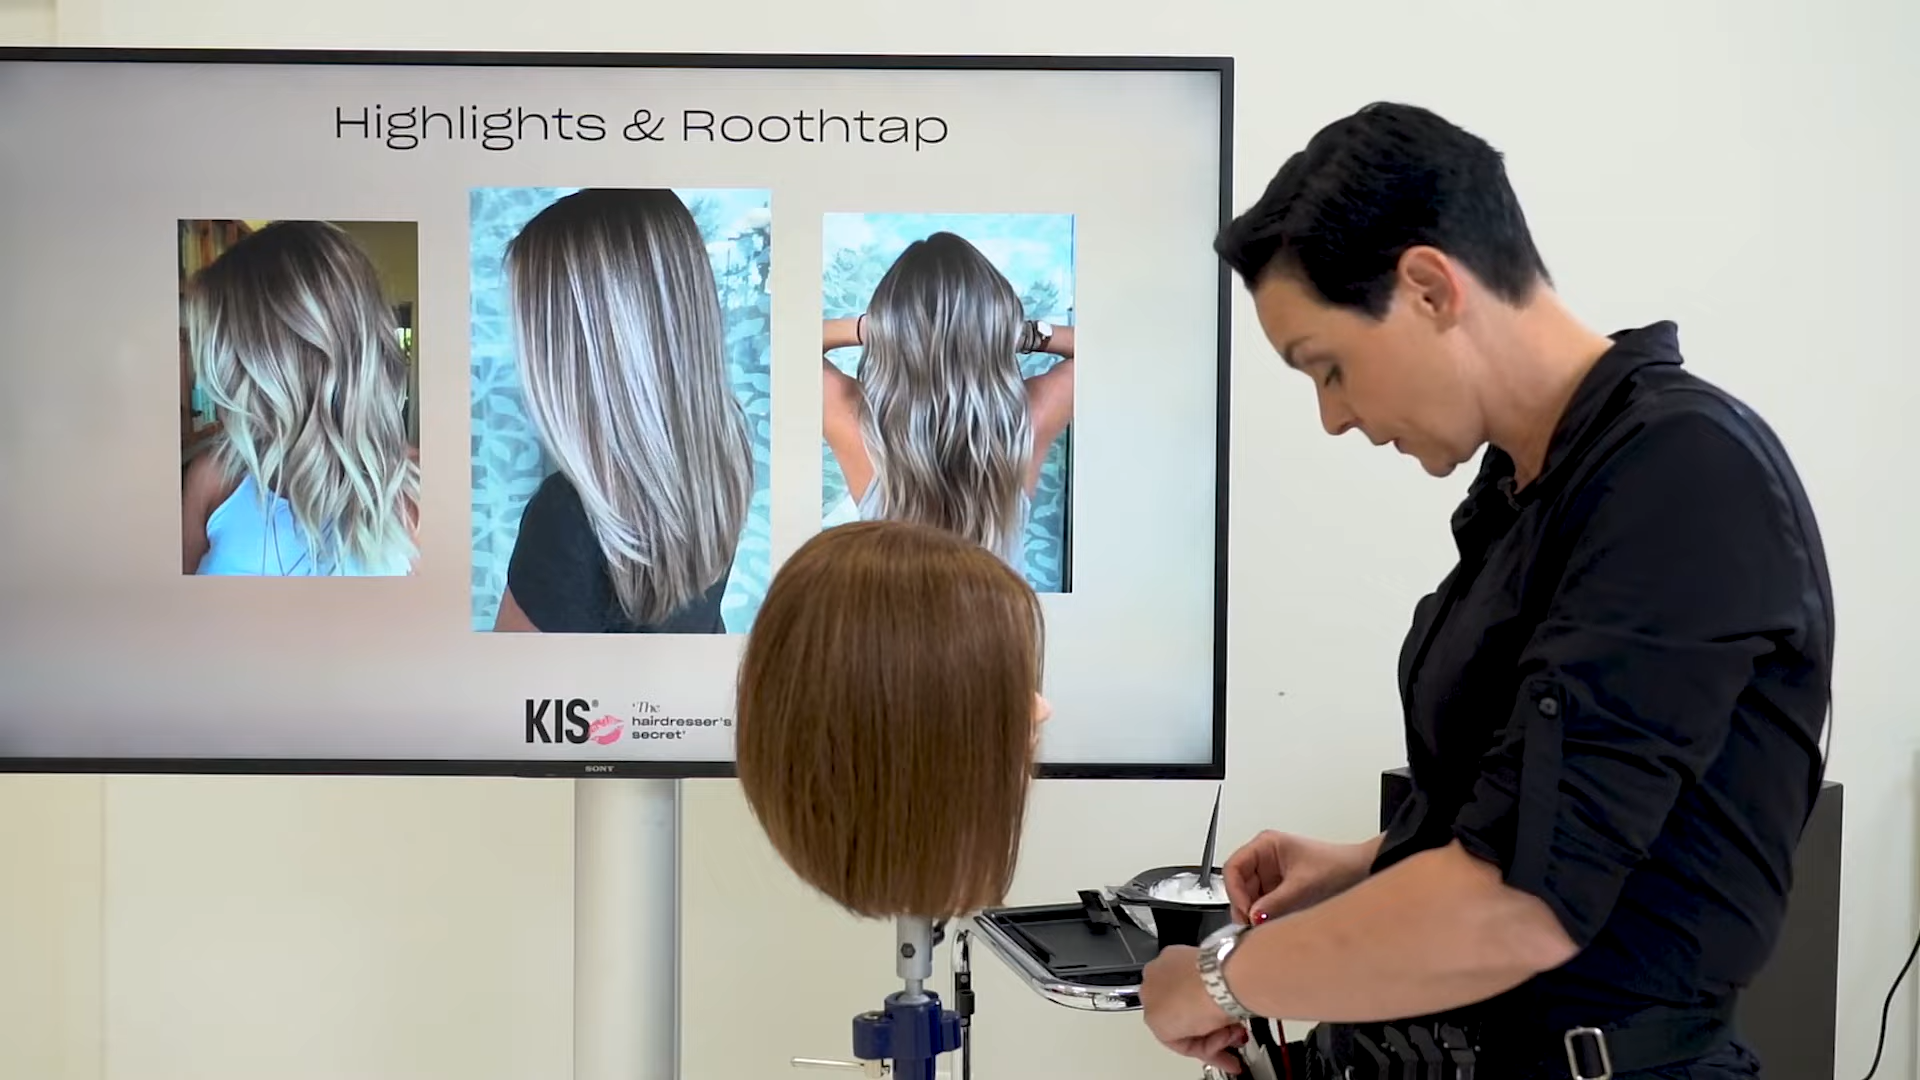 Highlights & Roothtap
KIS®
'The
hairdresser's
secret'
SONY